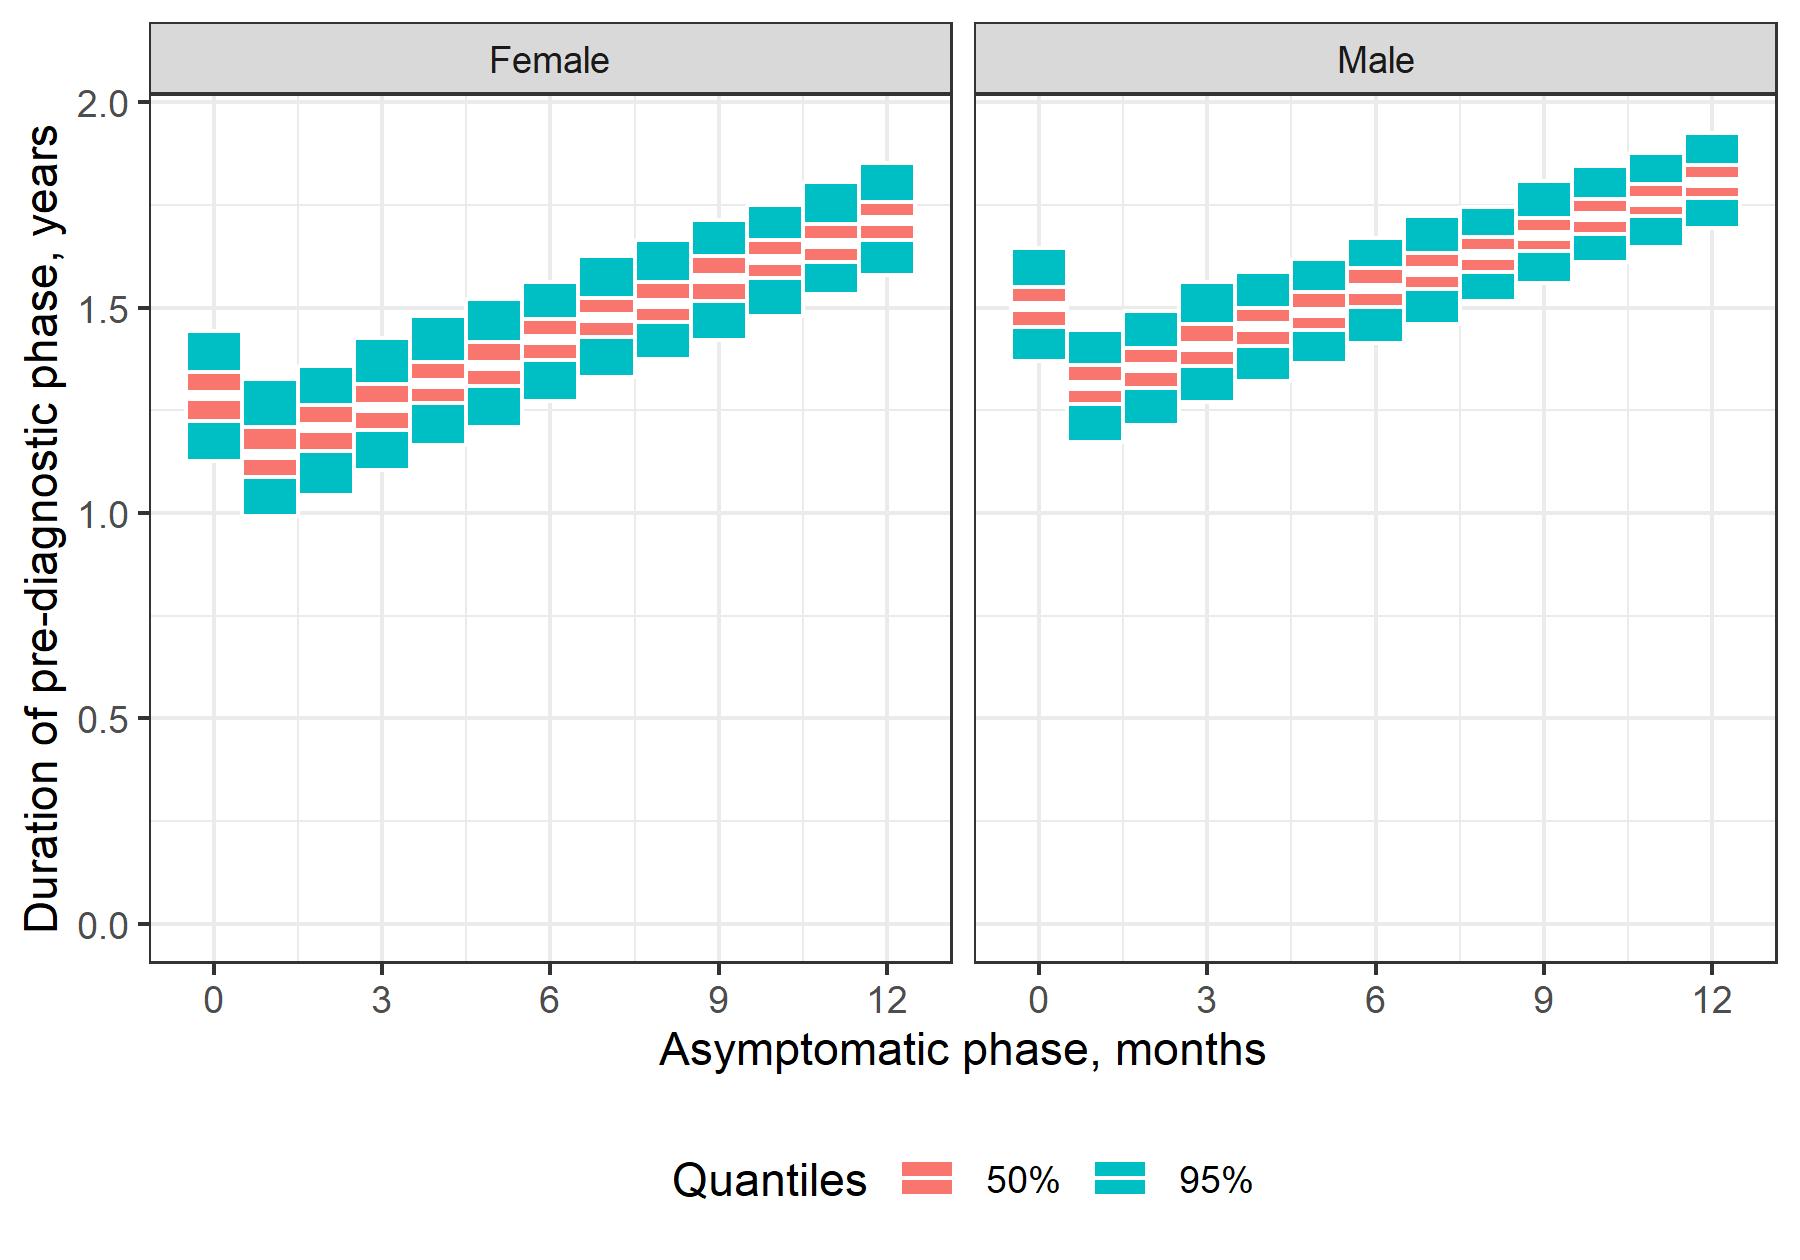 Female Male
Duration of pre-diagnostic phase, years
2.0
1.5
1.0
0.5
0.0
0 3 6 9 12 0 3 6 9 12
Asymptomatic phase, months
Quantiles 50% 95%